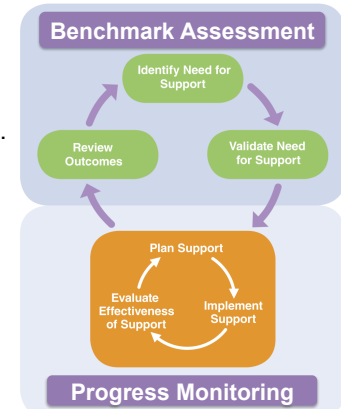 Benchmark Assessment
Identify Need for
Support
.
Review
Outcomes
Validate Need
for Support
Plan Support
Evaluate
Effectiveness
of Support
Implement
Support
Progress Monitoring